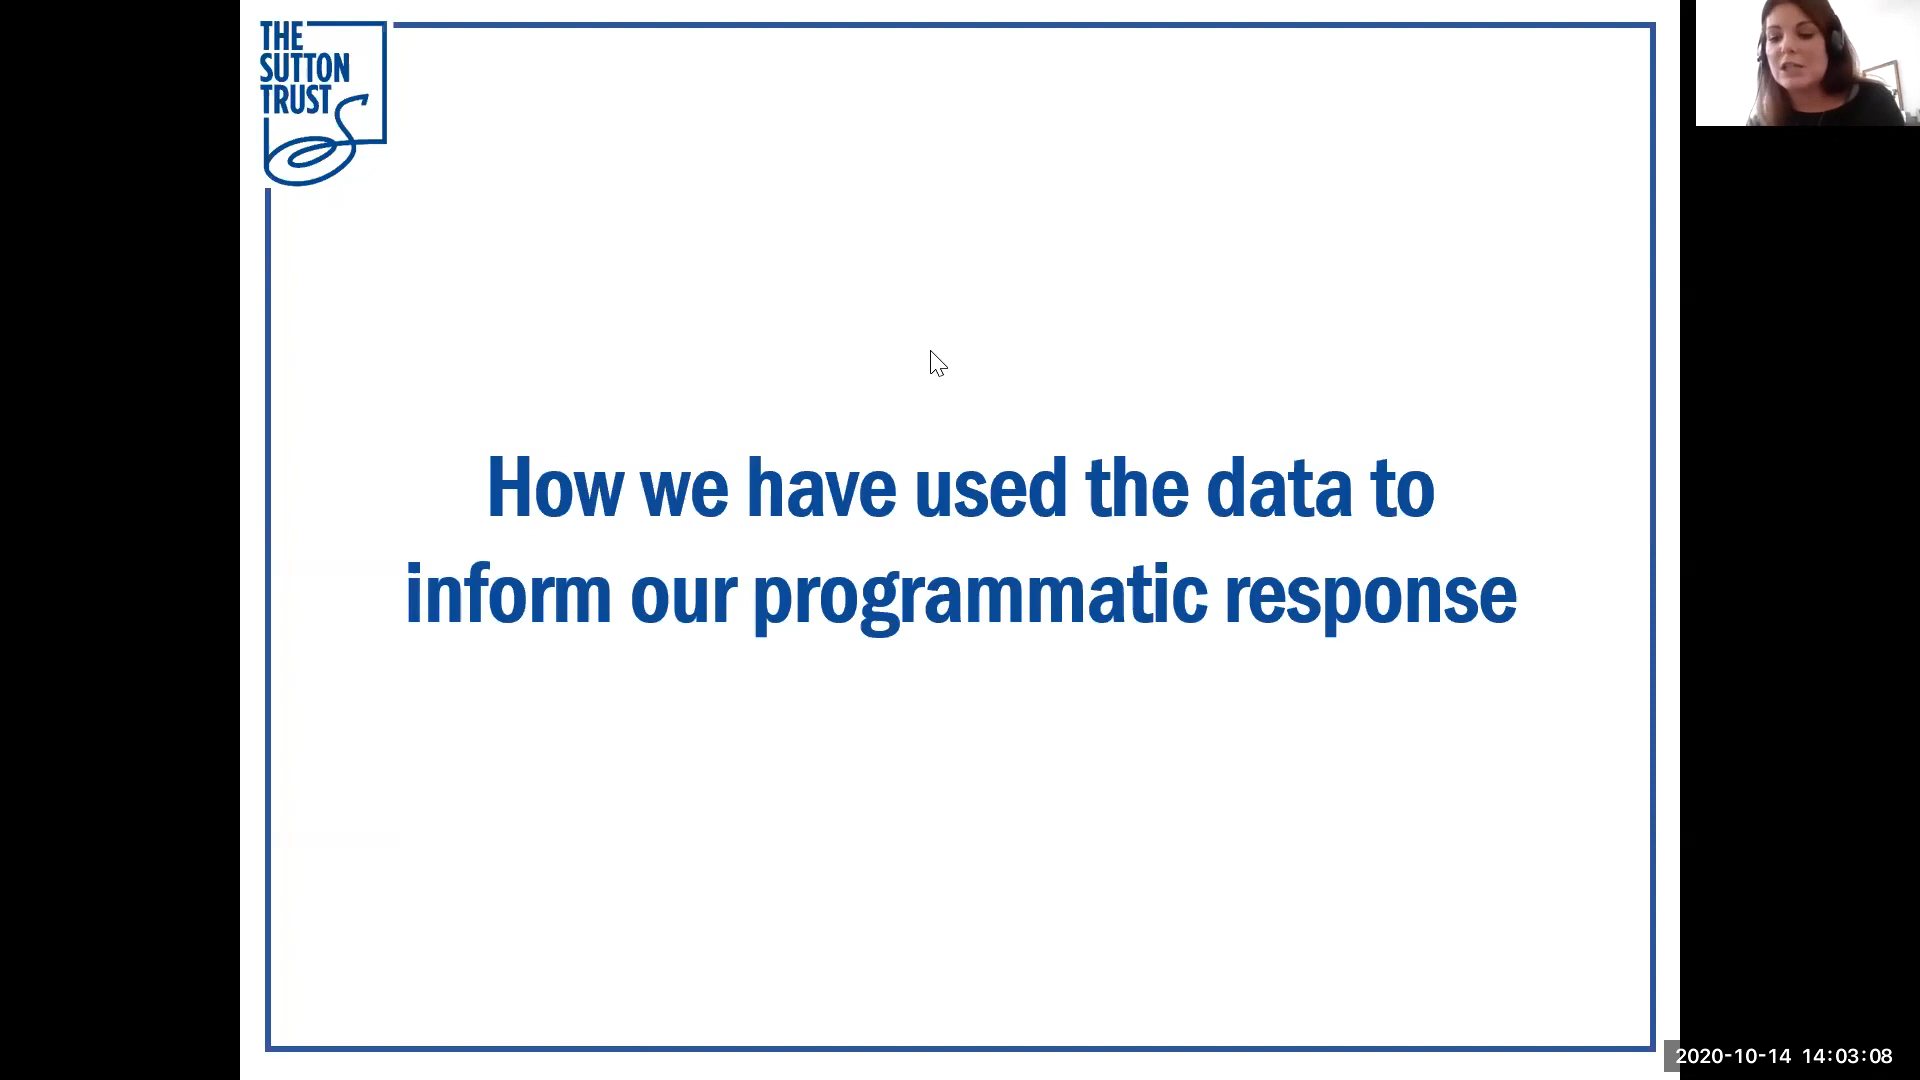 THE
SUTTON
TRUST
How we have used the data to
inform our programmatic response
2020-10-14 14:03:08